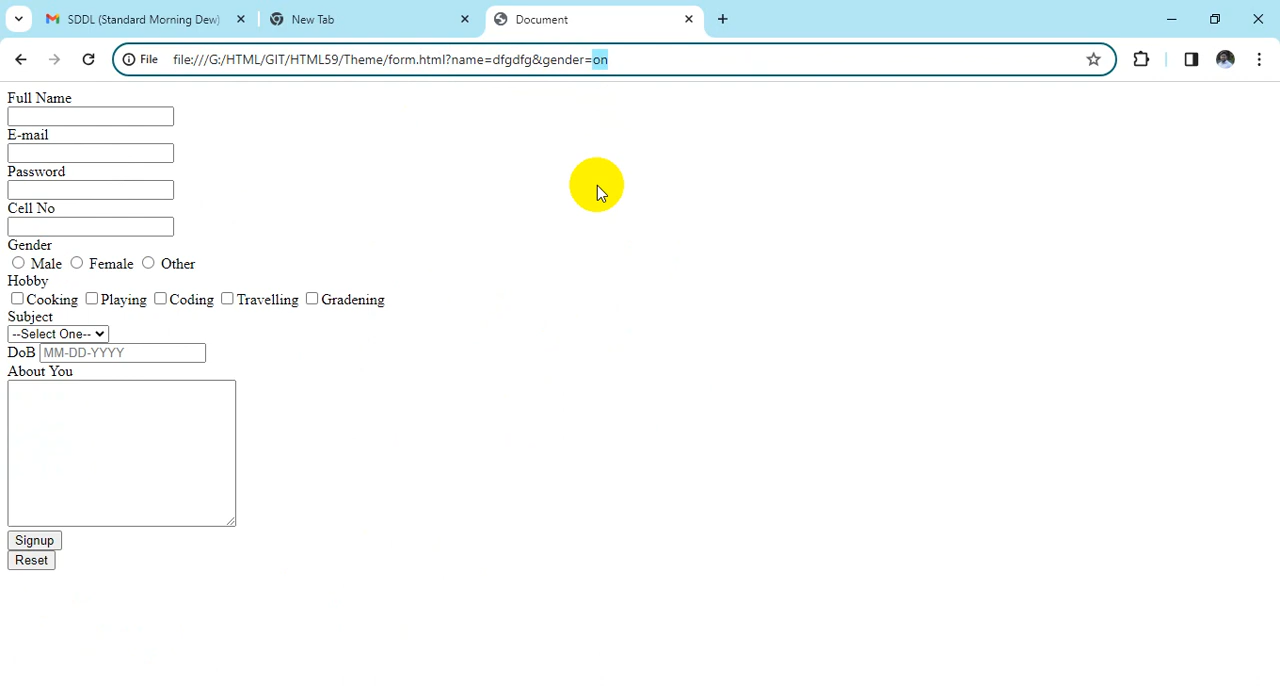 SDDL (Standard Morning Dew)
New Tab
Document
File file:///G:/HTML/GIT/HTML59/Theme/form.html?name=dfgdfg&gender=on
Full Name
E-mail
Password
Cell No
Gender
Male Female Other
Hobby
Cooking Playing Coding Travelling Gradening
Subject
--Select One--
DoB MM-DD-YYYY
About You
Signup
Reset